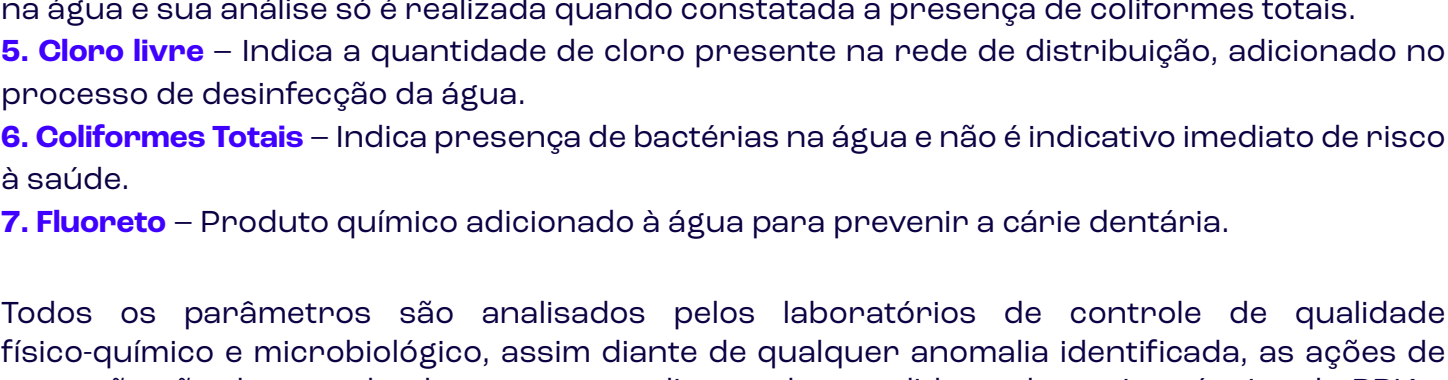 na água e sua análise só é realizada quando constatada a presença de coliformes totais.
5. Cloro livre – Indica a quantidade de cloro presente na rede de distribuição, adicionado no
processo de desinfecção da água.
6. Coliformes Totais – Indica presença de bactérias na água e não é indicativo imediato de risco
à saúde.
7. Fluoreto – Produto químico adicionado à água para prevenir a cárie dentária.
Todos os parâmetros são analisados pelos laboratórios de controle de qualidade
físico-químico e microbiológico, assim diante de qualquer anomalia identificada, as ações de